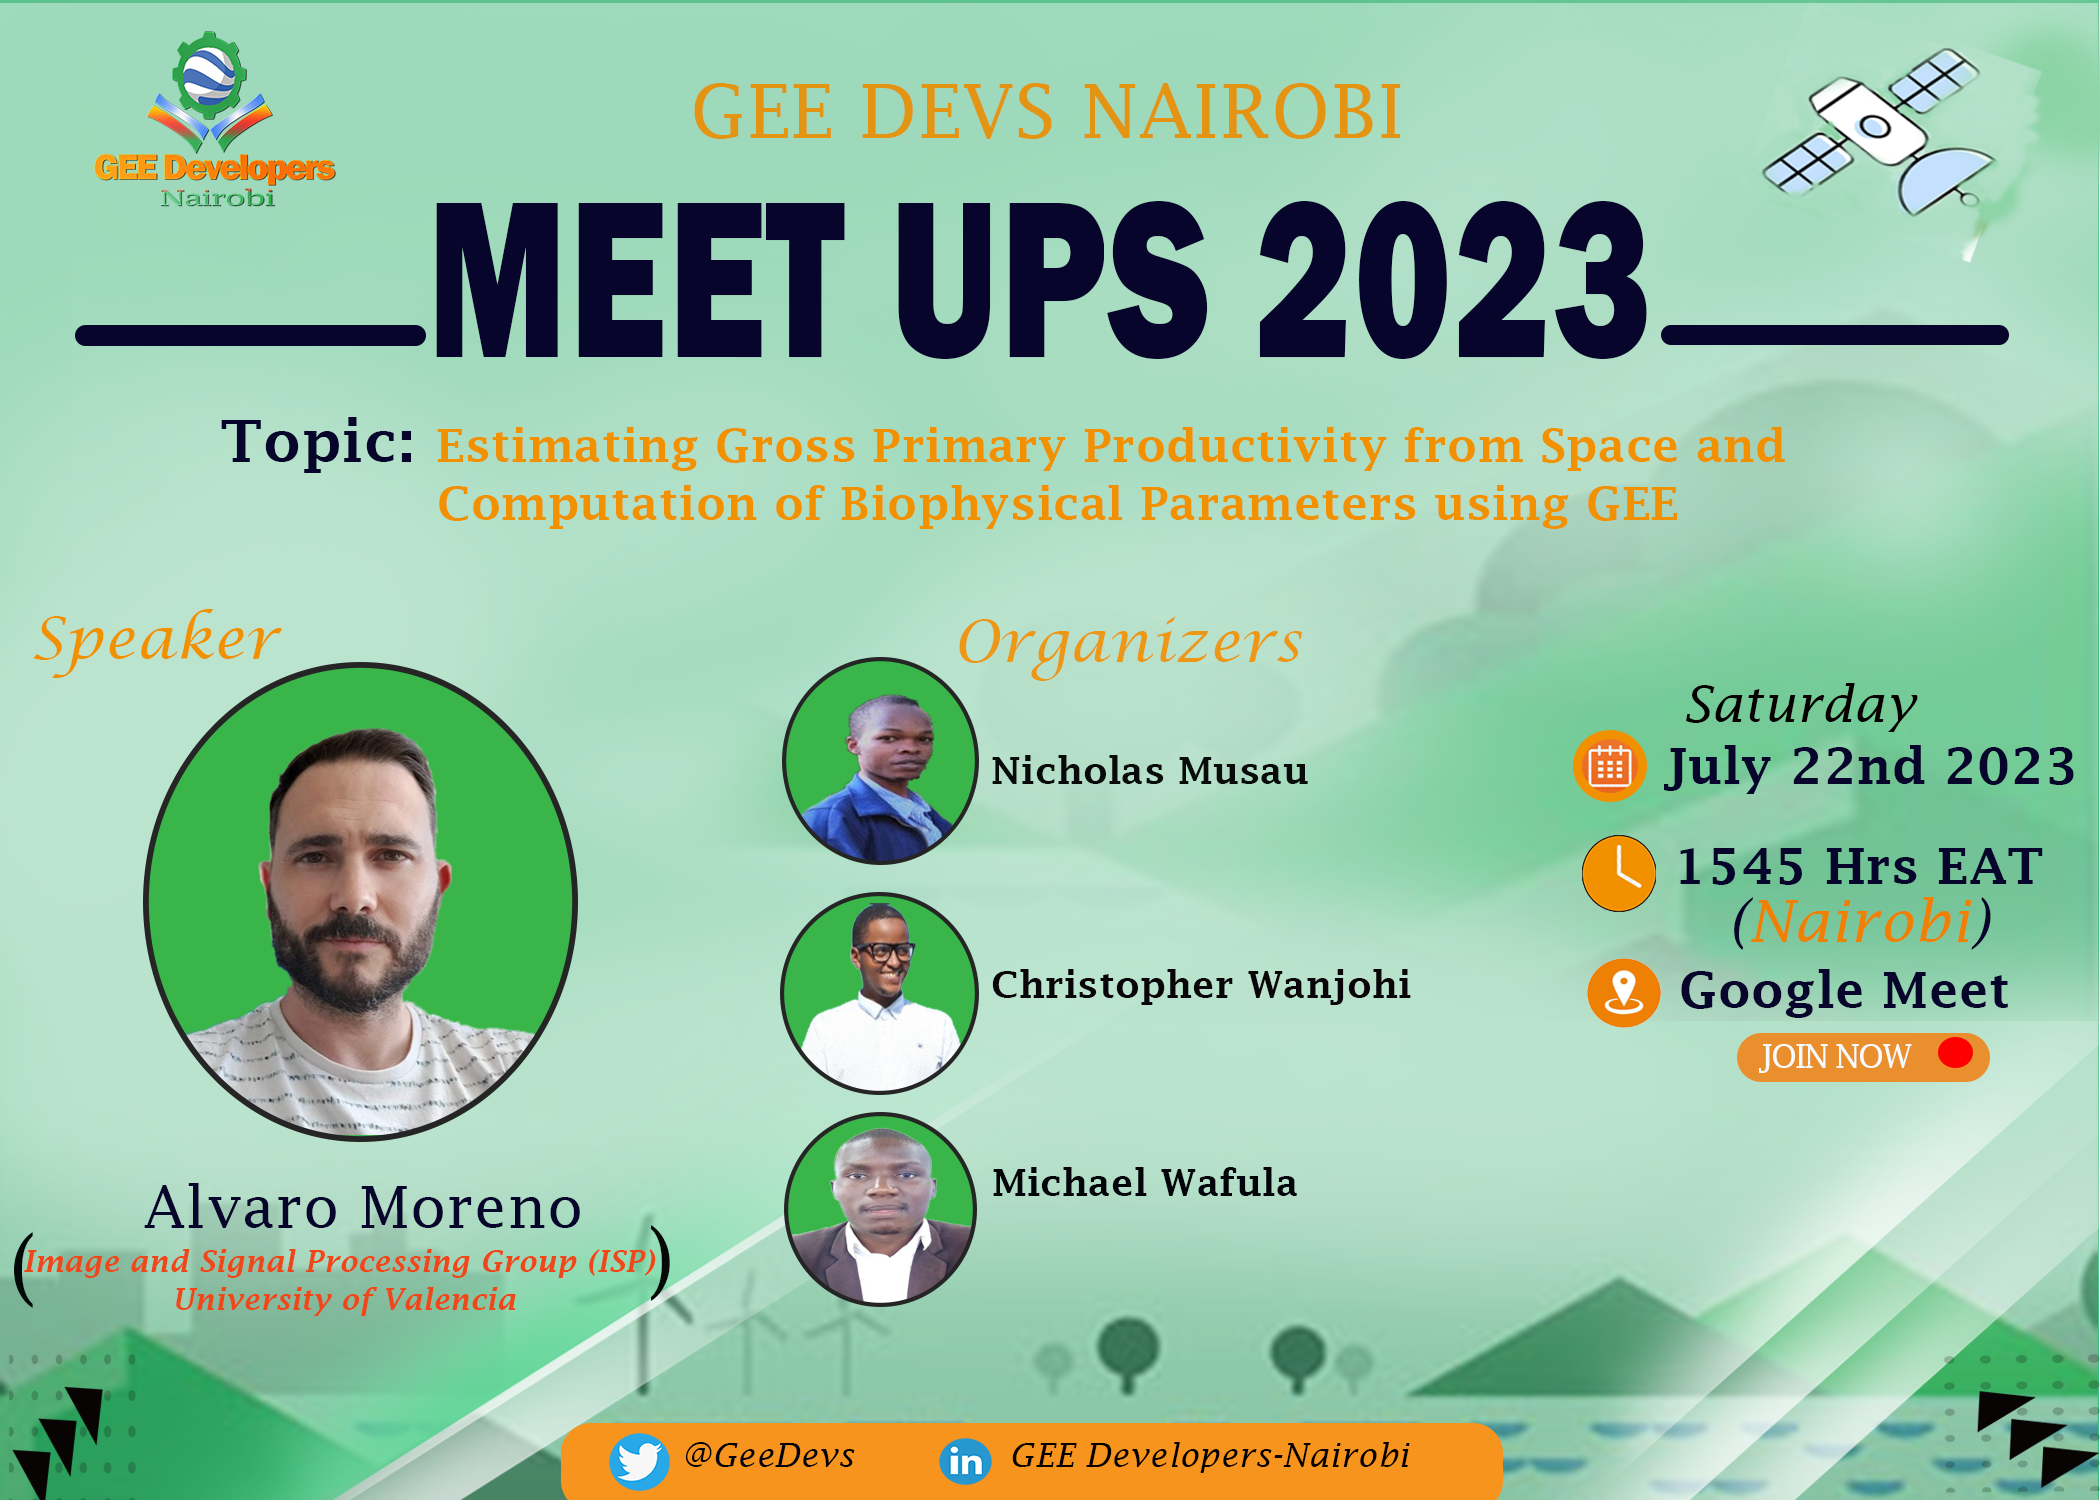 GEE Developers
Nairobi
GEE DEVS NAIROBI
MEET UPS 2023
Topic: Estimating Gross Primary Productivity from Space and
Computation of Biophysical Parameters using GEE
Speaker
Alvaro Moreno
(Image and Signal Processing Group (ISP)
University of Valencia)
Organizers
Nicholas Musau
Christopher Wanjohi
Michael Wafula
Saturday
July 22nd 2023
1545 Hrs EAT
(Nairobi)
Google Meet
JOIN NOW
@GeeDevs
in
GEE Developers-Nairobi